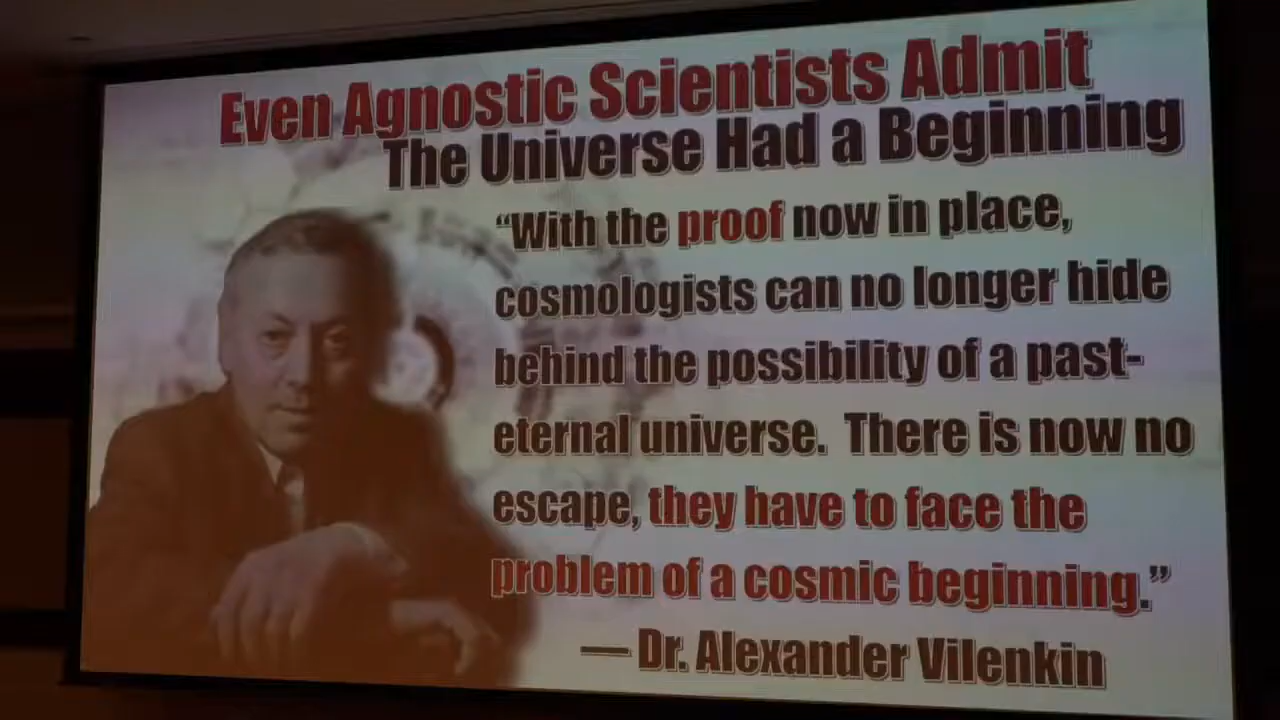 Even Agnostic Scientists Admit
The Universe Had a Beginning
“With the proof now in place,
cosmologists can no longer hide
behind the possibility of a past-
eternal universe. There is now no
escape, they have to face the
problem of a cosmic beginning.”
— Dr. Alexander Vilenkin